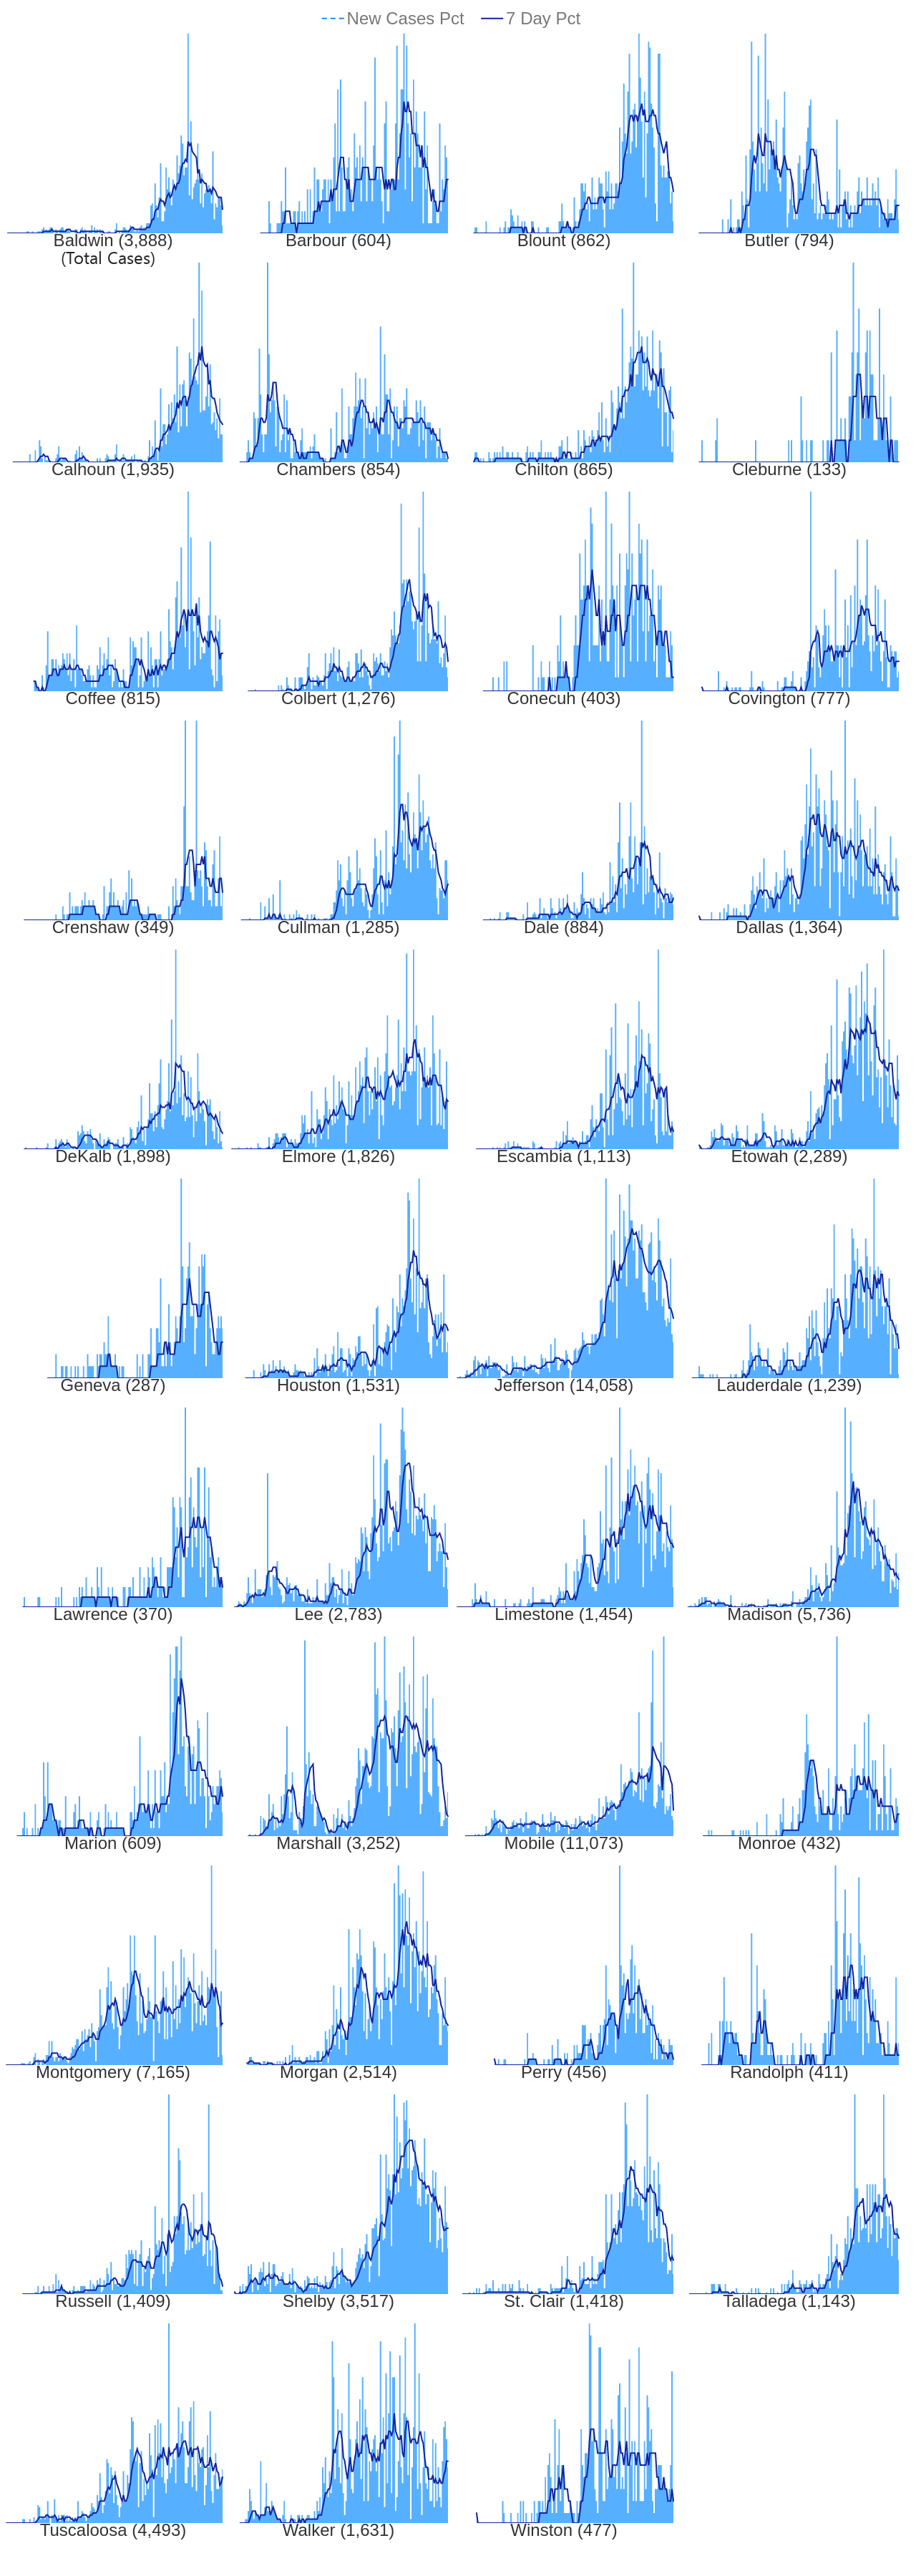 New Cases Pct 7 Day Pct
Baldwin (3,888) Barbour (604) Blount (862) Butler (794)
(Total Cases)
Calhoun (1,935) Chambers (854) Chilton (865) Cleburne (133)
Coffee (815) Colbert (1,276) Conecuh (403) Covington (777)
Crenshaw (349) Cullman (1,285) Dale (884) Dallas (1,364)
DeKalb (1,898) Elmore (1,826) Escambia (1,113) Etowah (2,289)
Geneva (287) Houston (1,531) Jefferson (14,058) Lauderdale (1,239)
Lawrence (370) Lee (2,783) Limestone (1,454) Madison (5,736)
Marion (609) Marshall (3,252) Mobile (11,073) Monroe (432)
Montgomery (7,165) Morgan (2,514) Perry (456) Randolph (411)
Russell (1,409) Shelby (3,517) St. Clair (1,418) Talladega (1,143)
Tuscaloosa (4,493) Walker (1,631) Winston (477)